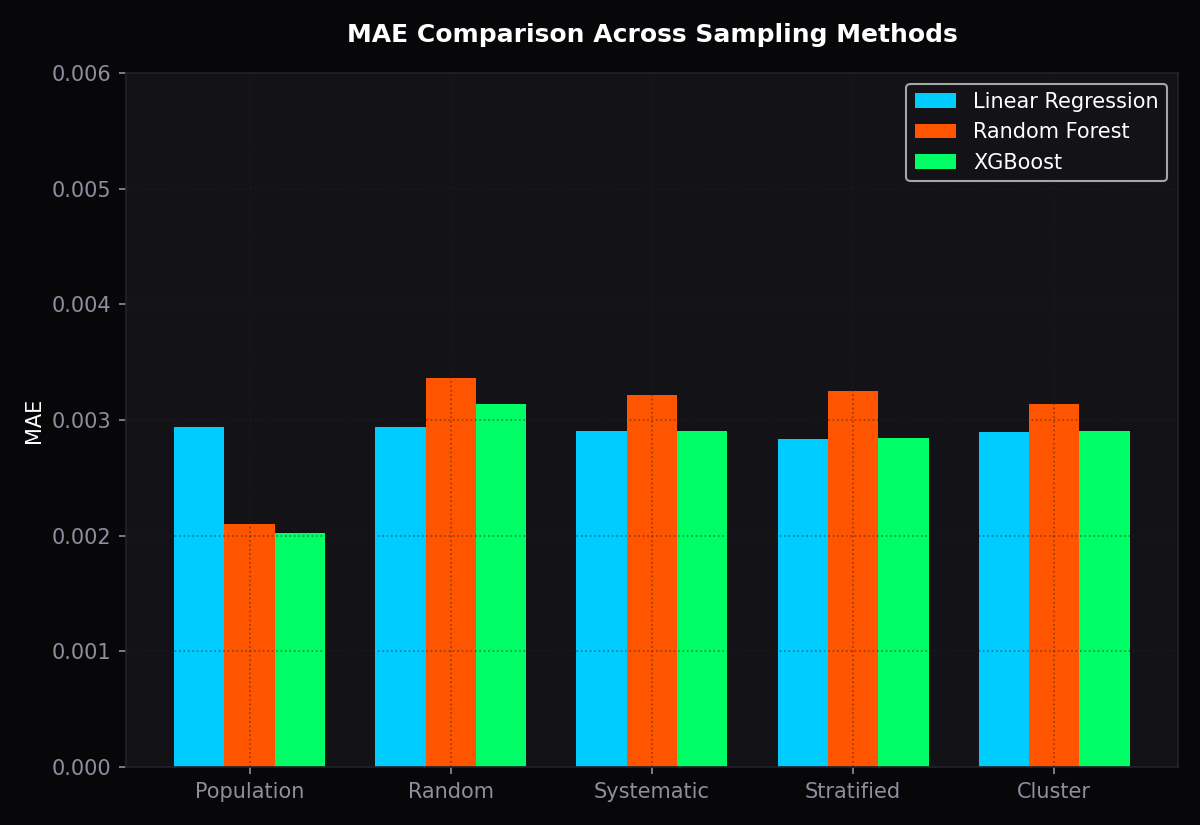 MAE Comparison Across Sampling Methods
0.006
0.005
0.004
0.003
0.002
0.001
0.000
MAE
Linear Regression
Random Forest
XGBoost
Population
Random
Systematic
Stratified
Cluster